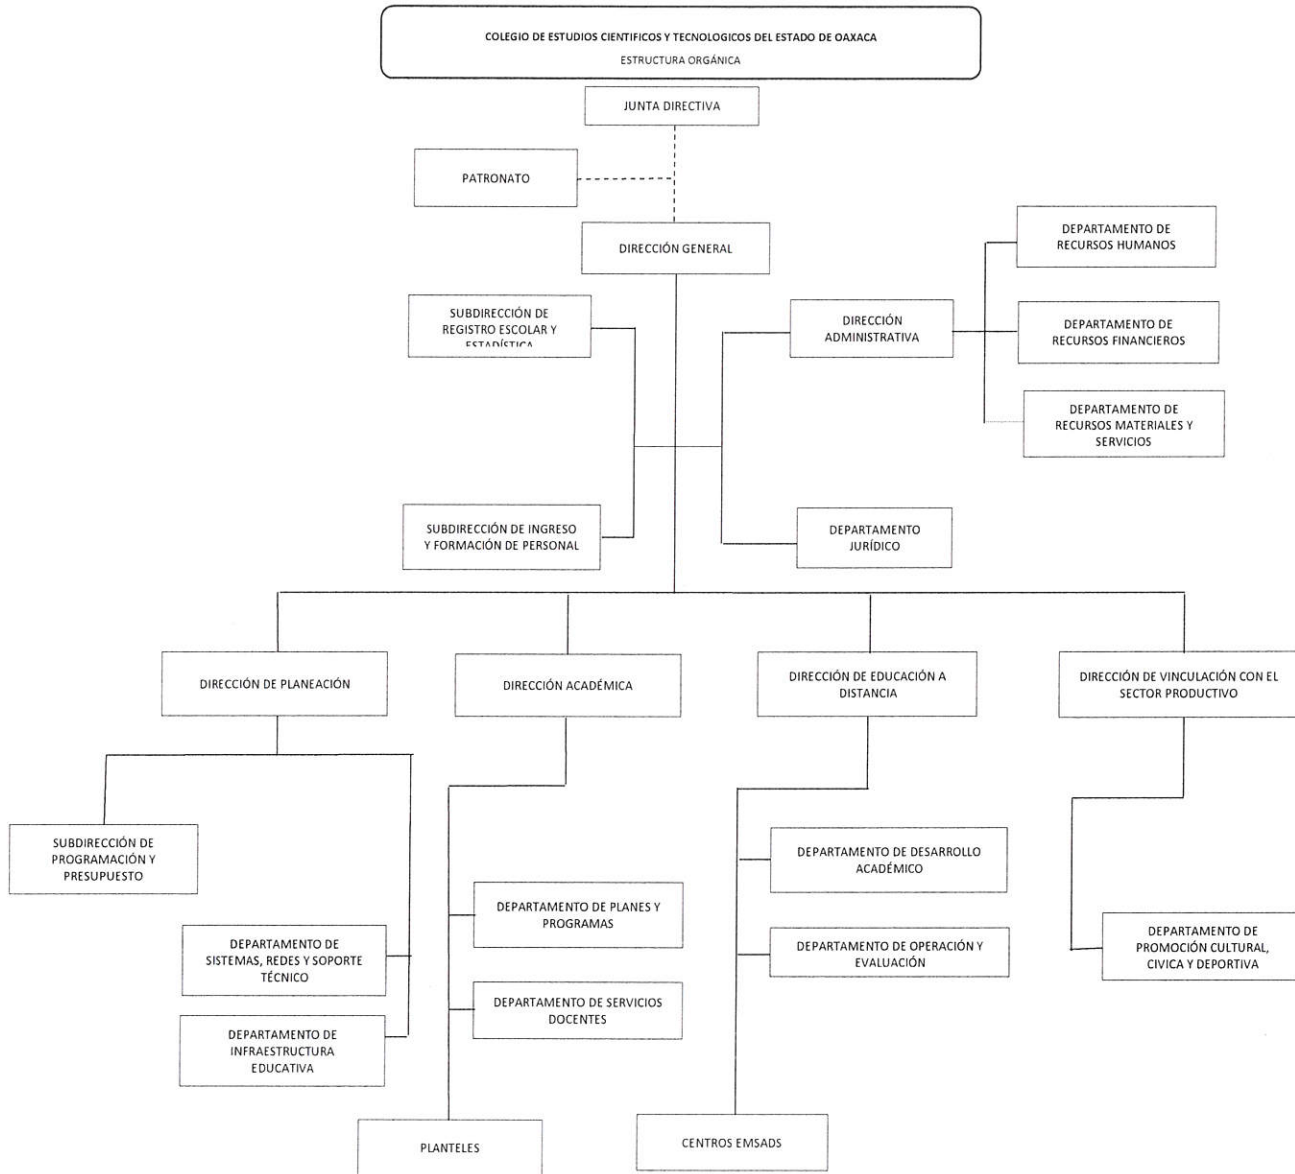 COLEGIO DE ESTUDIOS CIENTIFICOS Y TECNOLOGICOS DEL ESTADO DE OAXACA
ESTRUCTURA ORGÁNICA
JUNTA DIRECTIVA
PATRONATO
DIRECCIÓN GENERAL
DEPARTAMENTO DE
RECURSOS HUMANOS
SUBDIRECCIÓN DE
REGISTRO ESCOLAR Y
ESTADÍSTICA
DIRECCIÓN
ADMINISTRATIVA
DEPARTAMENTO DE
RECURSOS FINANCIEROS
DEPARTAMENTO DE
RECURSOS MATERIALES Y
SERVICIOS
SUBDIRECCIÓN DE INGRESO
Y FORMACIÓN DE PERSONAL
DEPARTAMENTO
JURÍDICO
DIRECCIÓN DE PLANEACIÓN
DIRECCIÓN ACADÉMICA
DIRECCIÓN DE EDUCACIÓN A
DISTANCIA
DIRECCIÓN DE VINCULACIÓN CON EL
SECTOR PRODUCTIVO
SUBDIRECCIÓN DE
PROGRAMACIÓN Y
PRESUPUESTO
DEPARTAMENTO DE DESARROLLO
ACADÉMICO
DEPARTAMENTO DE PLANES Y
PROGRAMAS
DEPARTAMENTO DE
SISTEMAS, REDES Y SOPORTE
TÉCNICO
DEPARTAMENTO DE OPERACIÓN Y
EVALUACIÓN
DEPARTAMENTO DE
PROMOCIÓN CULTURAL,
CIVICA Y DEPORTIVA
DEPARTAMENTO DE SERVICIOS
DOCENTES
DEPARTAMENTO DE
INFRAESTRUCTURA
EDUCATIVA
PLANTELES
CENTROS EMSADS